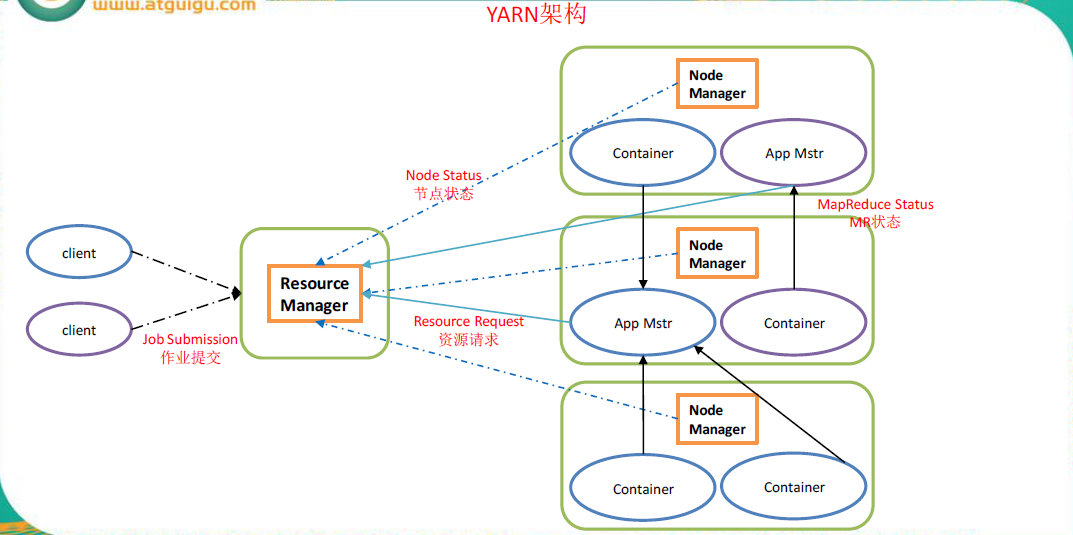 www.atguigu.com
YARN架构
Node
Manager
Container
App Mstr
Node Status
节点状态
MapReduce Status
MR状态
client
Node
Manager
Resource
Manager
client
Job Submission
作业提交
Resource Request
资源请求
App Mstr
Container
Node
Manager
Container
Container